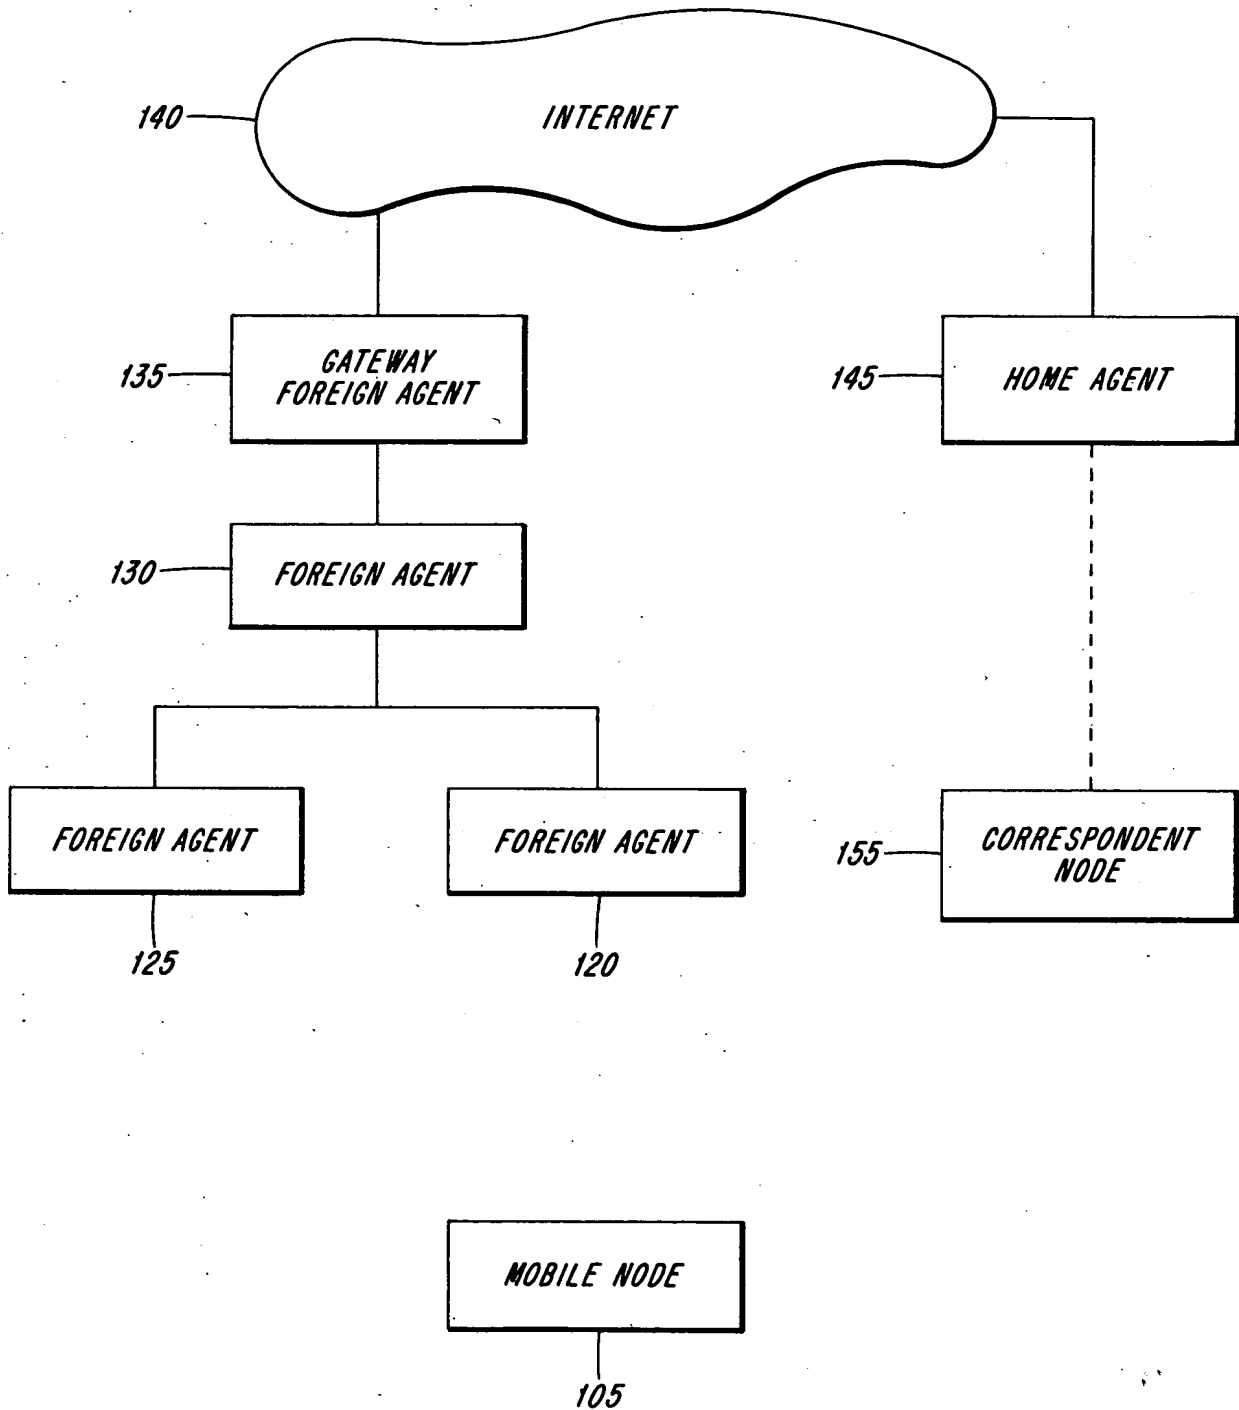 140
INTERNET
135
GATEWAY
FOREIGN AGENT
145
HOME AGENT
130
FOREIGN AGENT
FOREIGN AGENT
FOREIGN AGENT
155
CORRESPONDENT
NODE
125
120
MOBILE NODE
105